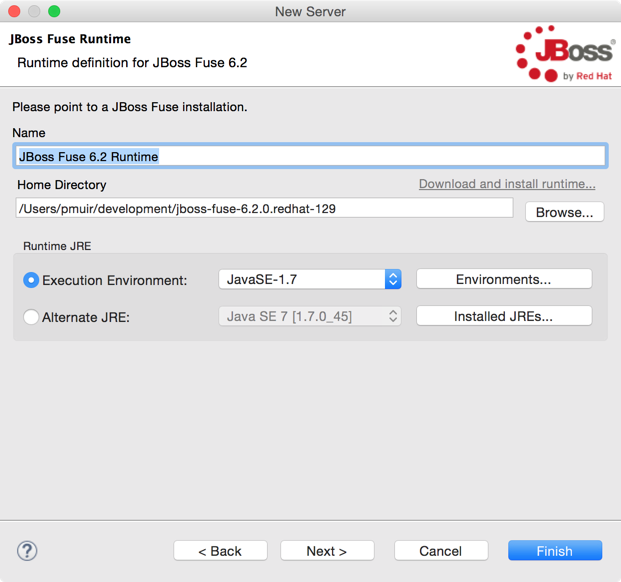 New Server
JBoss Fuse Runtime
Runtime definition for JBoss Fuse 6.2
JBoss®
by Red Hat
Please point to a JBoss Fuse installation.
Name
JBoss Fuse 6.2 Runtime
Home Directory
Download and install runtime...
/Users/pmuir/development/jboss-fuse-6.2.0.redhat-129
Browse...
Runtime JRE
Execution Environment:
JavaSE-1.7
Environments...
Alternate JRE:
Java SE 7 [1.7.0_45]
Installed JREs...
?
< Back
Next >
Cancel
Finish